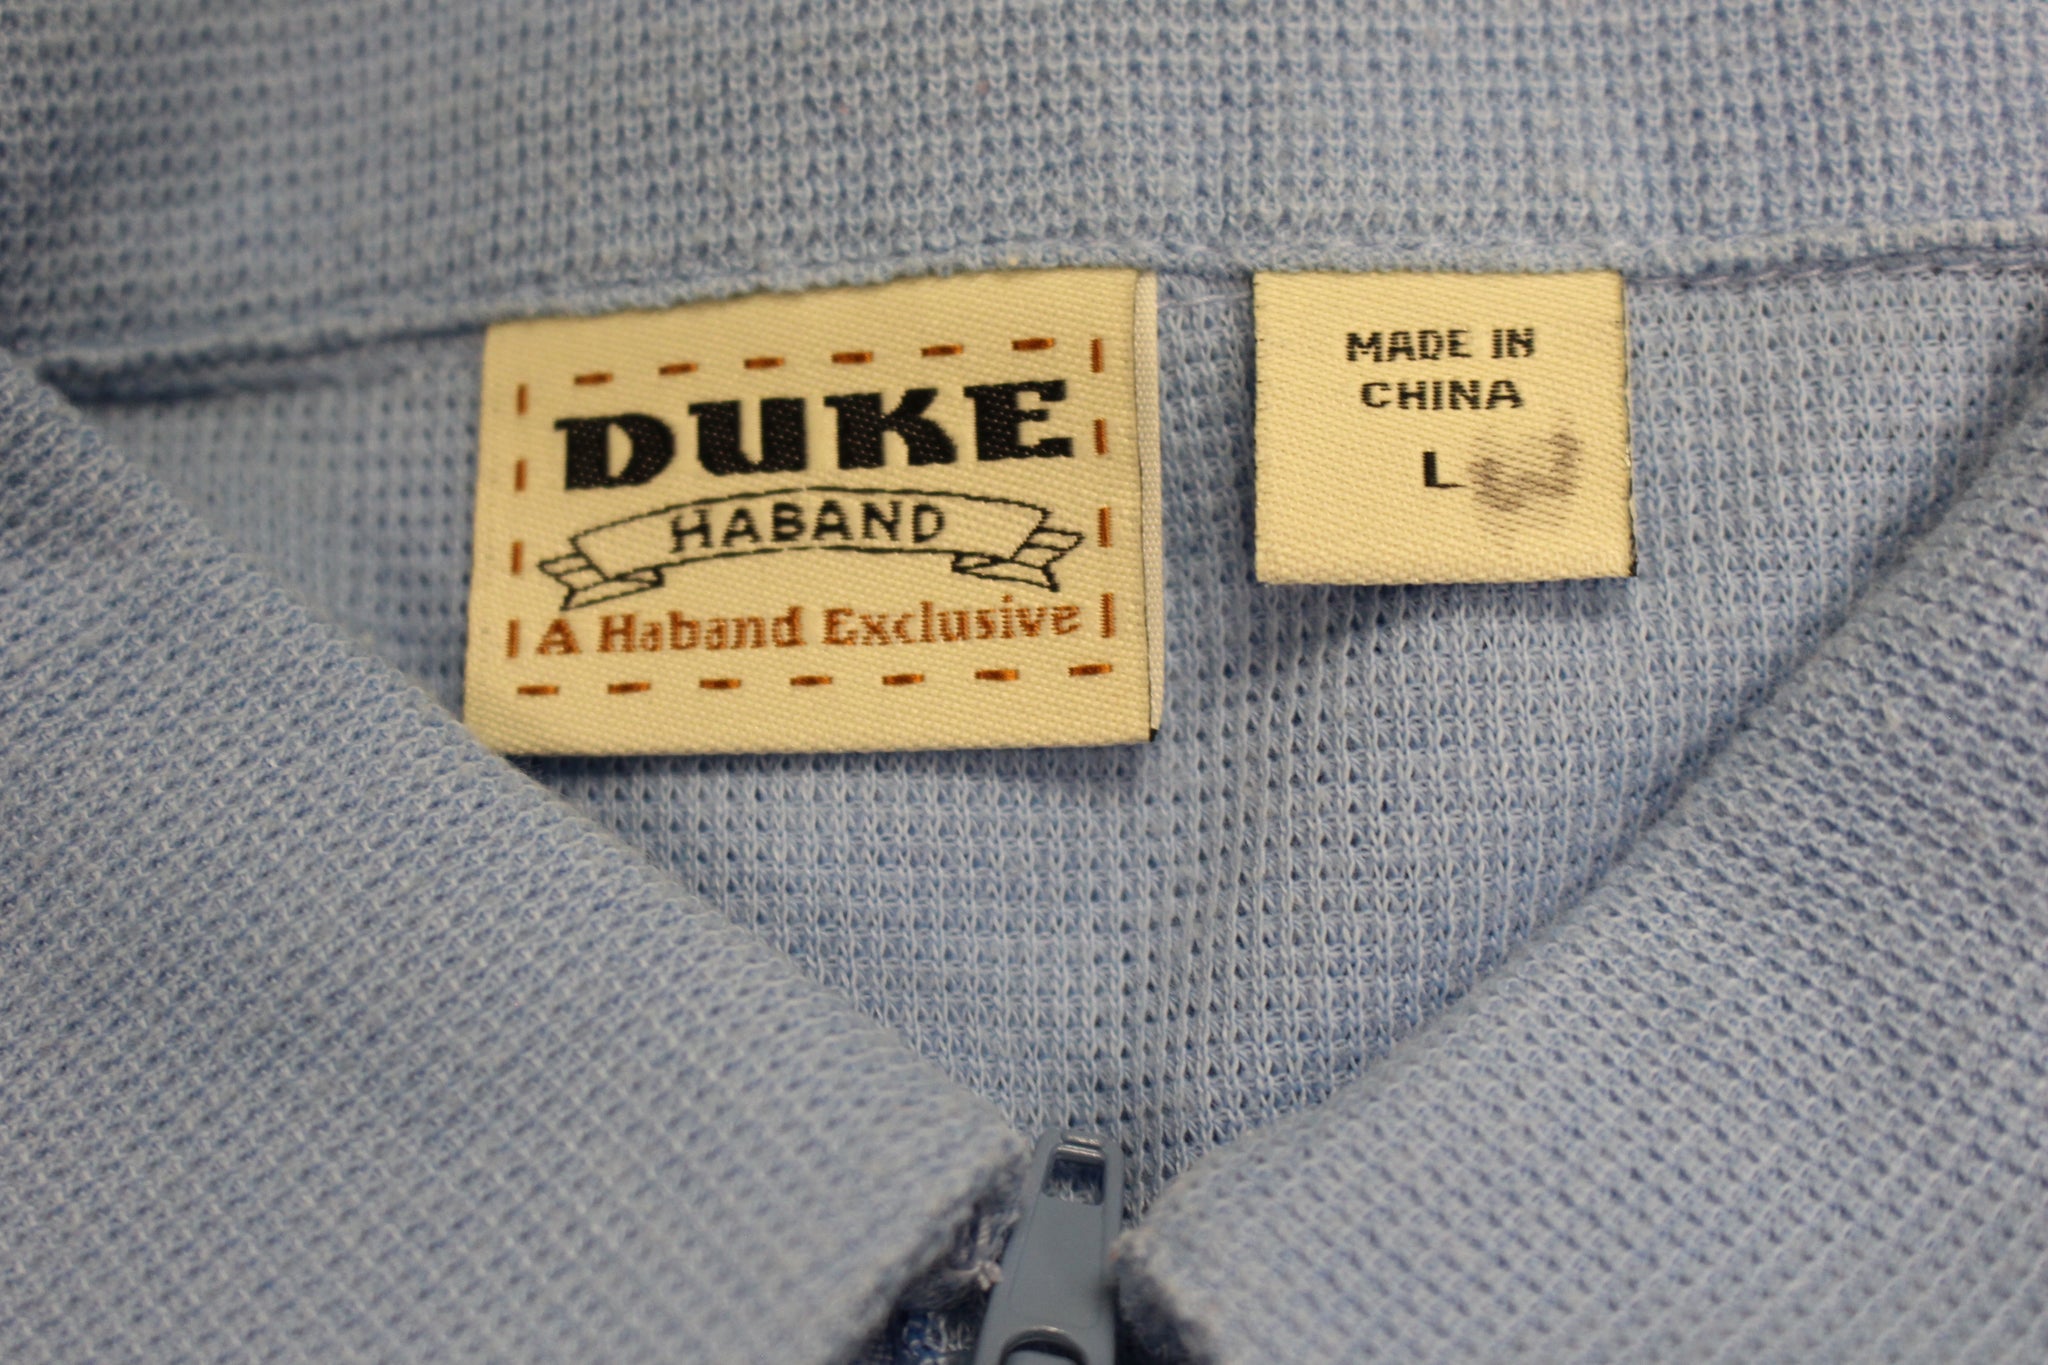 DUKE
HABAND
A Haband Exclusive
MADE IN
CHINA
L